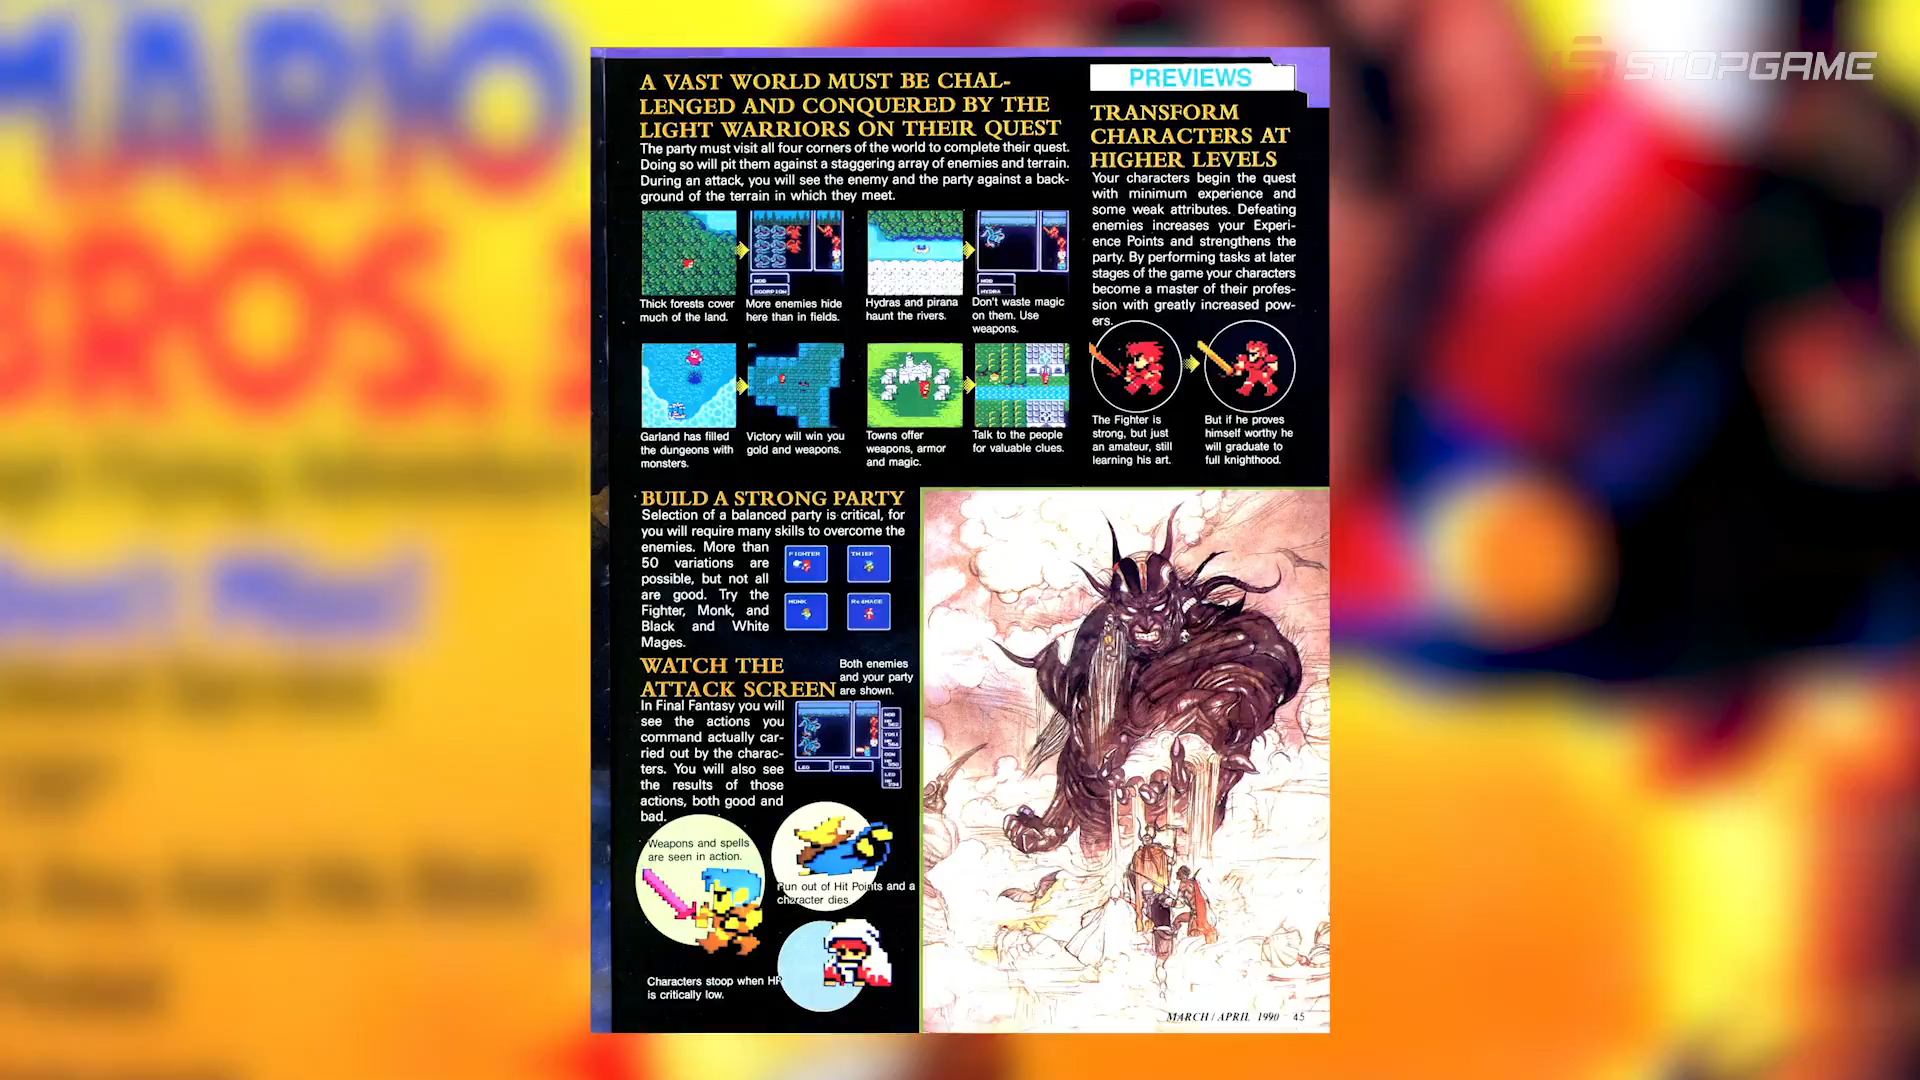 MARIO
BROS.
STOPGAME
A VAST WORLD MUST BE CHAL-
LENGED AND CONQUERED BY THE
LIGHT WARRIORS ON THEIR QUEST
The party must visit all four corners of the world to complete their quest.
Doing so will pit them against a staggering array of enemies and terrain.
During an attack, you will see the enemy and the party against a back-
ground of the terrain in which they meet.
Thick forests cover
much of the land.
More enemies hide
here than in fields.
Hydras and pirana
haunt the rivers.
Don't waste magic
on them. Use
weapons.
Garland has filled
the dungeons with
monsters.
Victory will win you
gold and weapons.
Towns offer
weapons, armor
and magic.
Talk to the people
for valuable clues.
PREVIEWS
TRANSFORM
CHARACTERS AT
HIGHER LEVELS
Your characters begin the quest
with minimum experience and
some weak attributes. Defeating
enemies increases your Experi-
ence Points and strengthens the
party. By performing tasks at later
stages of the game your characters
become a master of their profes-
sion with greatly increased pow-
ers.
The Fighter is
strong, but just
an amateur, still
learning his art.
But if he proves
himself worthy he
will graduate to
full knighthood.
BUILD A STRONG PARTY
Selection of a balanced party is critical, for
you will require many skills to overcome the
enemies. More than
50 variations are
possible, but not all
are good. Try the
Fighter, Monk, and
Black and White
Mages.
FIGHTER
THIEF
MONK
RedMAGE
WATCH THE
ATTACK SCREEN
In Final Fantasy you will
see the actions you
command actually car-
ried out by the charac-
ters. You will also see
the results of those
actions, both good and
bad.
Both enemies
and your party
are shown.
Weapons and spells
are seen in action.
Run out of Hit Points and a
character dies.
Characters stoop when HP
is critically low.
MARCH/APRIL 1990 45